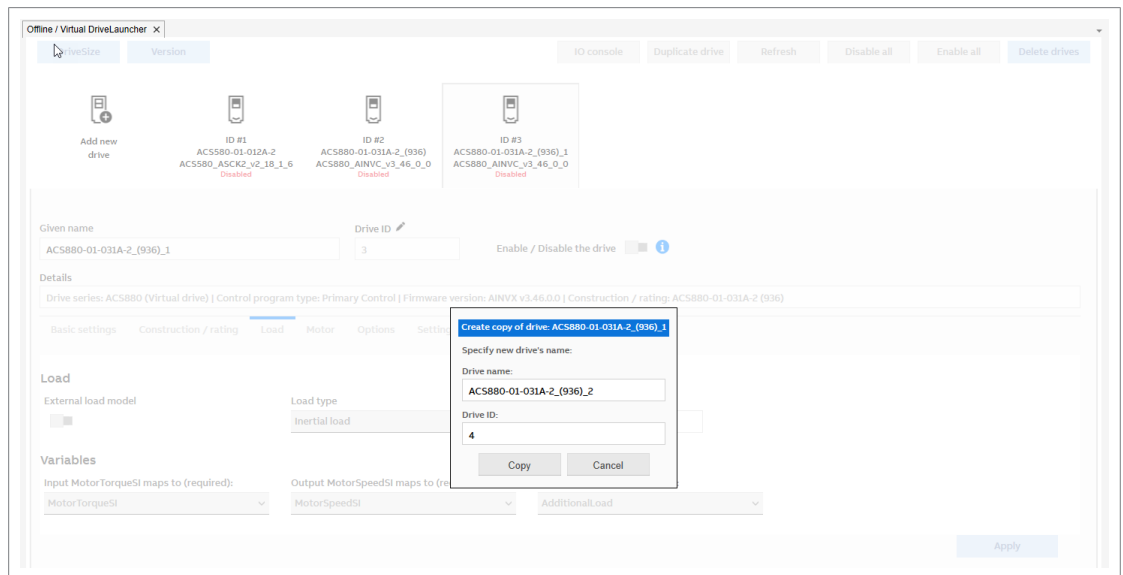 Offline / Virtual DriveLauncher ×
DriveSize Version IO console Duplicate drive Refresh Disable all Enable all Delete drives
Add new
drive
ID #1
ACS580-01-012A-2
ACS580_ASCK2_v2_18_1_6
Disabled
ID #2
ACS880-01-031A-2_(936)
ACS880_AINVC_v3_46_0_0
Disabled
ID #3
ACS880-01-031A-2_(936)_1
ACS880_AINVC_v3_46_0_0
Disabled
Given name Drive ID
ACS880-01-031A-2_(936)_1 3 Enable / Disable the drive i
Details
Drive series: ACS880 (Virtual drive) | Control program type: Primary Control | Firmware version: AINVX v3.46.0.0 | Construction / rating: ACS880-01-031A-2 (936)
Basic settings Construction / rating Load Motor Options Settin
Create copy of drive: ACS880-01-031A-2_(936)_1
Specify new drive's name:
Drive name:
ACS880-01-031A-2_(936)_2
Drive ID:
4
Copy Cancel
Load
External load model Load type
Inertial load
Variables
Input MotorTorqueSI maps to (required): Output MotorSpeedSI maps to (re
MotorTorqueSI MotorSpeedSI AdditionalLoad
Apply